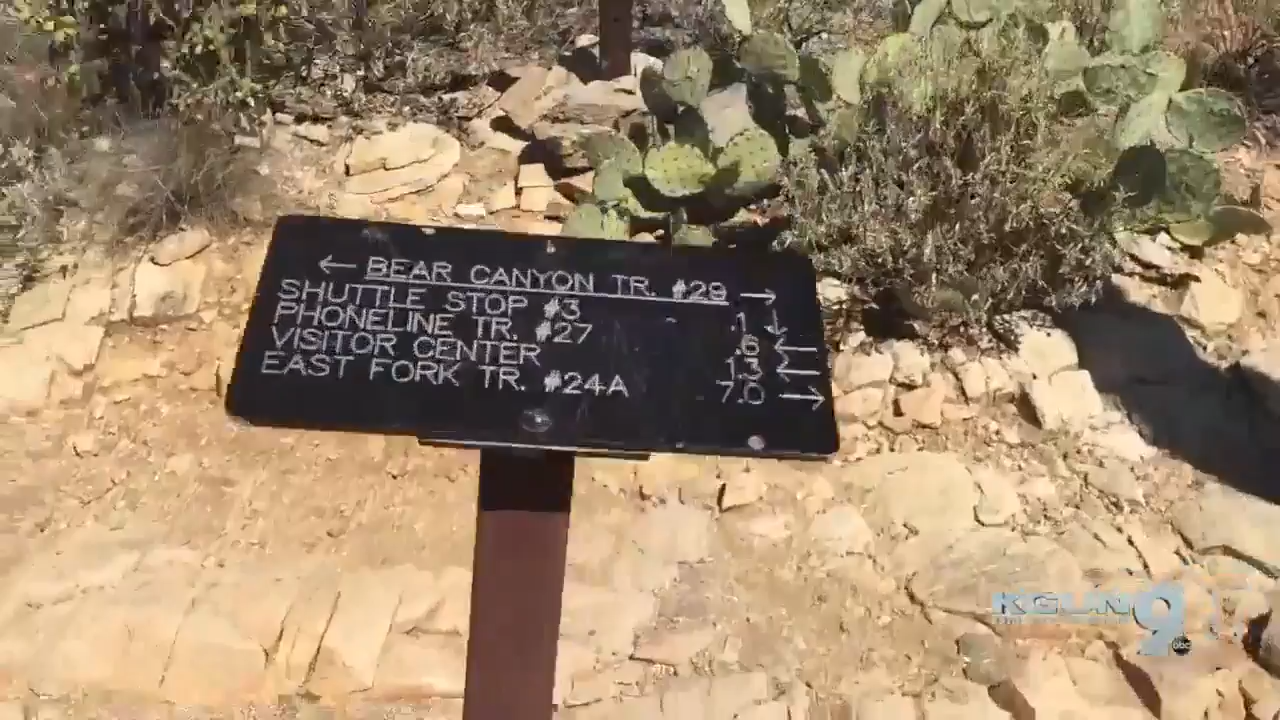 ← BEAR CANYON TR. #29 →
SHUTTLE STOP #3 .1 ↓
PHONELINE TR. #27 .6 ←
VISITOR CENTER 1.3 ←
EAST FORK TR. #24A 7.0 →
KGUN 9
abc